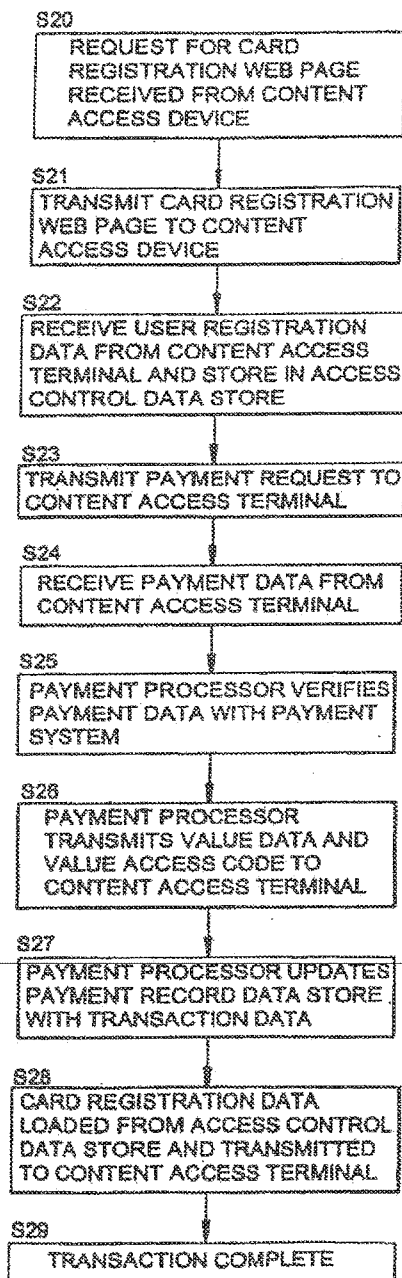 S20
REQUEST FOR CARD
REGISTRATION WEB PAGE
RECEIVED FROM CONTENT
ACCESS DEVICE
S21
TRANSMIT CARD REGISTRATION
WEB PAGE TO CONTENT
ACCESS DEVICE
S22
RECEIVE USER REGISTRATION
DATA FROM CONTENT ACCESS
TERMINAL AND STORE IN ACCESS
CONTROL DATA STORE
S23
TRANSMIT PAYMENT REQUEST TO
CONTENT ACCESS TERMINAL
S24
RECEIVE PAYMENT DATA FROM
CONTENT ACCESS TERMINAL
S25
PAYMENT PROCESSOR VERIFIES
PAYMENT DATA WITH PAYMENT
SYSTEM
S26
PAYMENT PROCESSOR
TRANSMITS VALUE DATA AND
VALUE ACCESS CODE TO
CONTENT ACCESS TERMINAL
S27
PAYMENT PROCESSOR UPDATES
PAYMENT RECORD DATA STORE
WITH TRANSACTION DATA
S28
CARD REGISTRATION DATA
LOADED FROM ACCESS CONTROL
DATA STORE AND TRANSMITTED
TO CONTENT ACCESS TERMINAL
S29
TRANSACTION COMPLETE